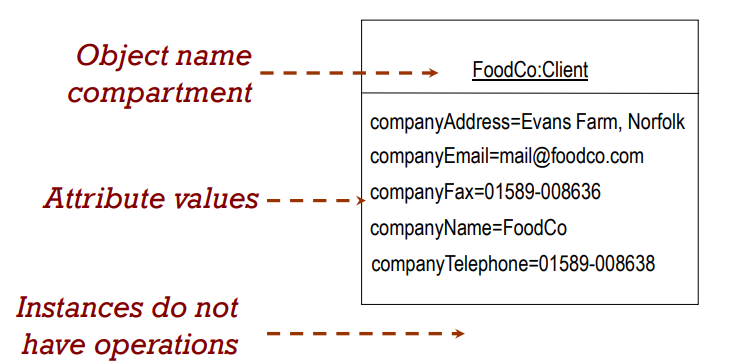 Object name
compartment
FoodCo:Client
companyAddress=Evans Farm, Norfolk
companyEmail=mail@foodco.com
Attribute values
companyFax=01589-008636
companyName=FoodCo
companyTelephone=01589-008638
Instances do not
have operations